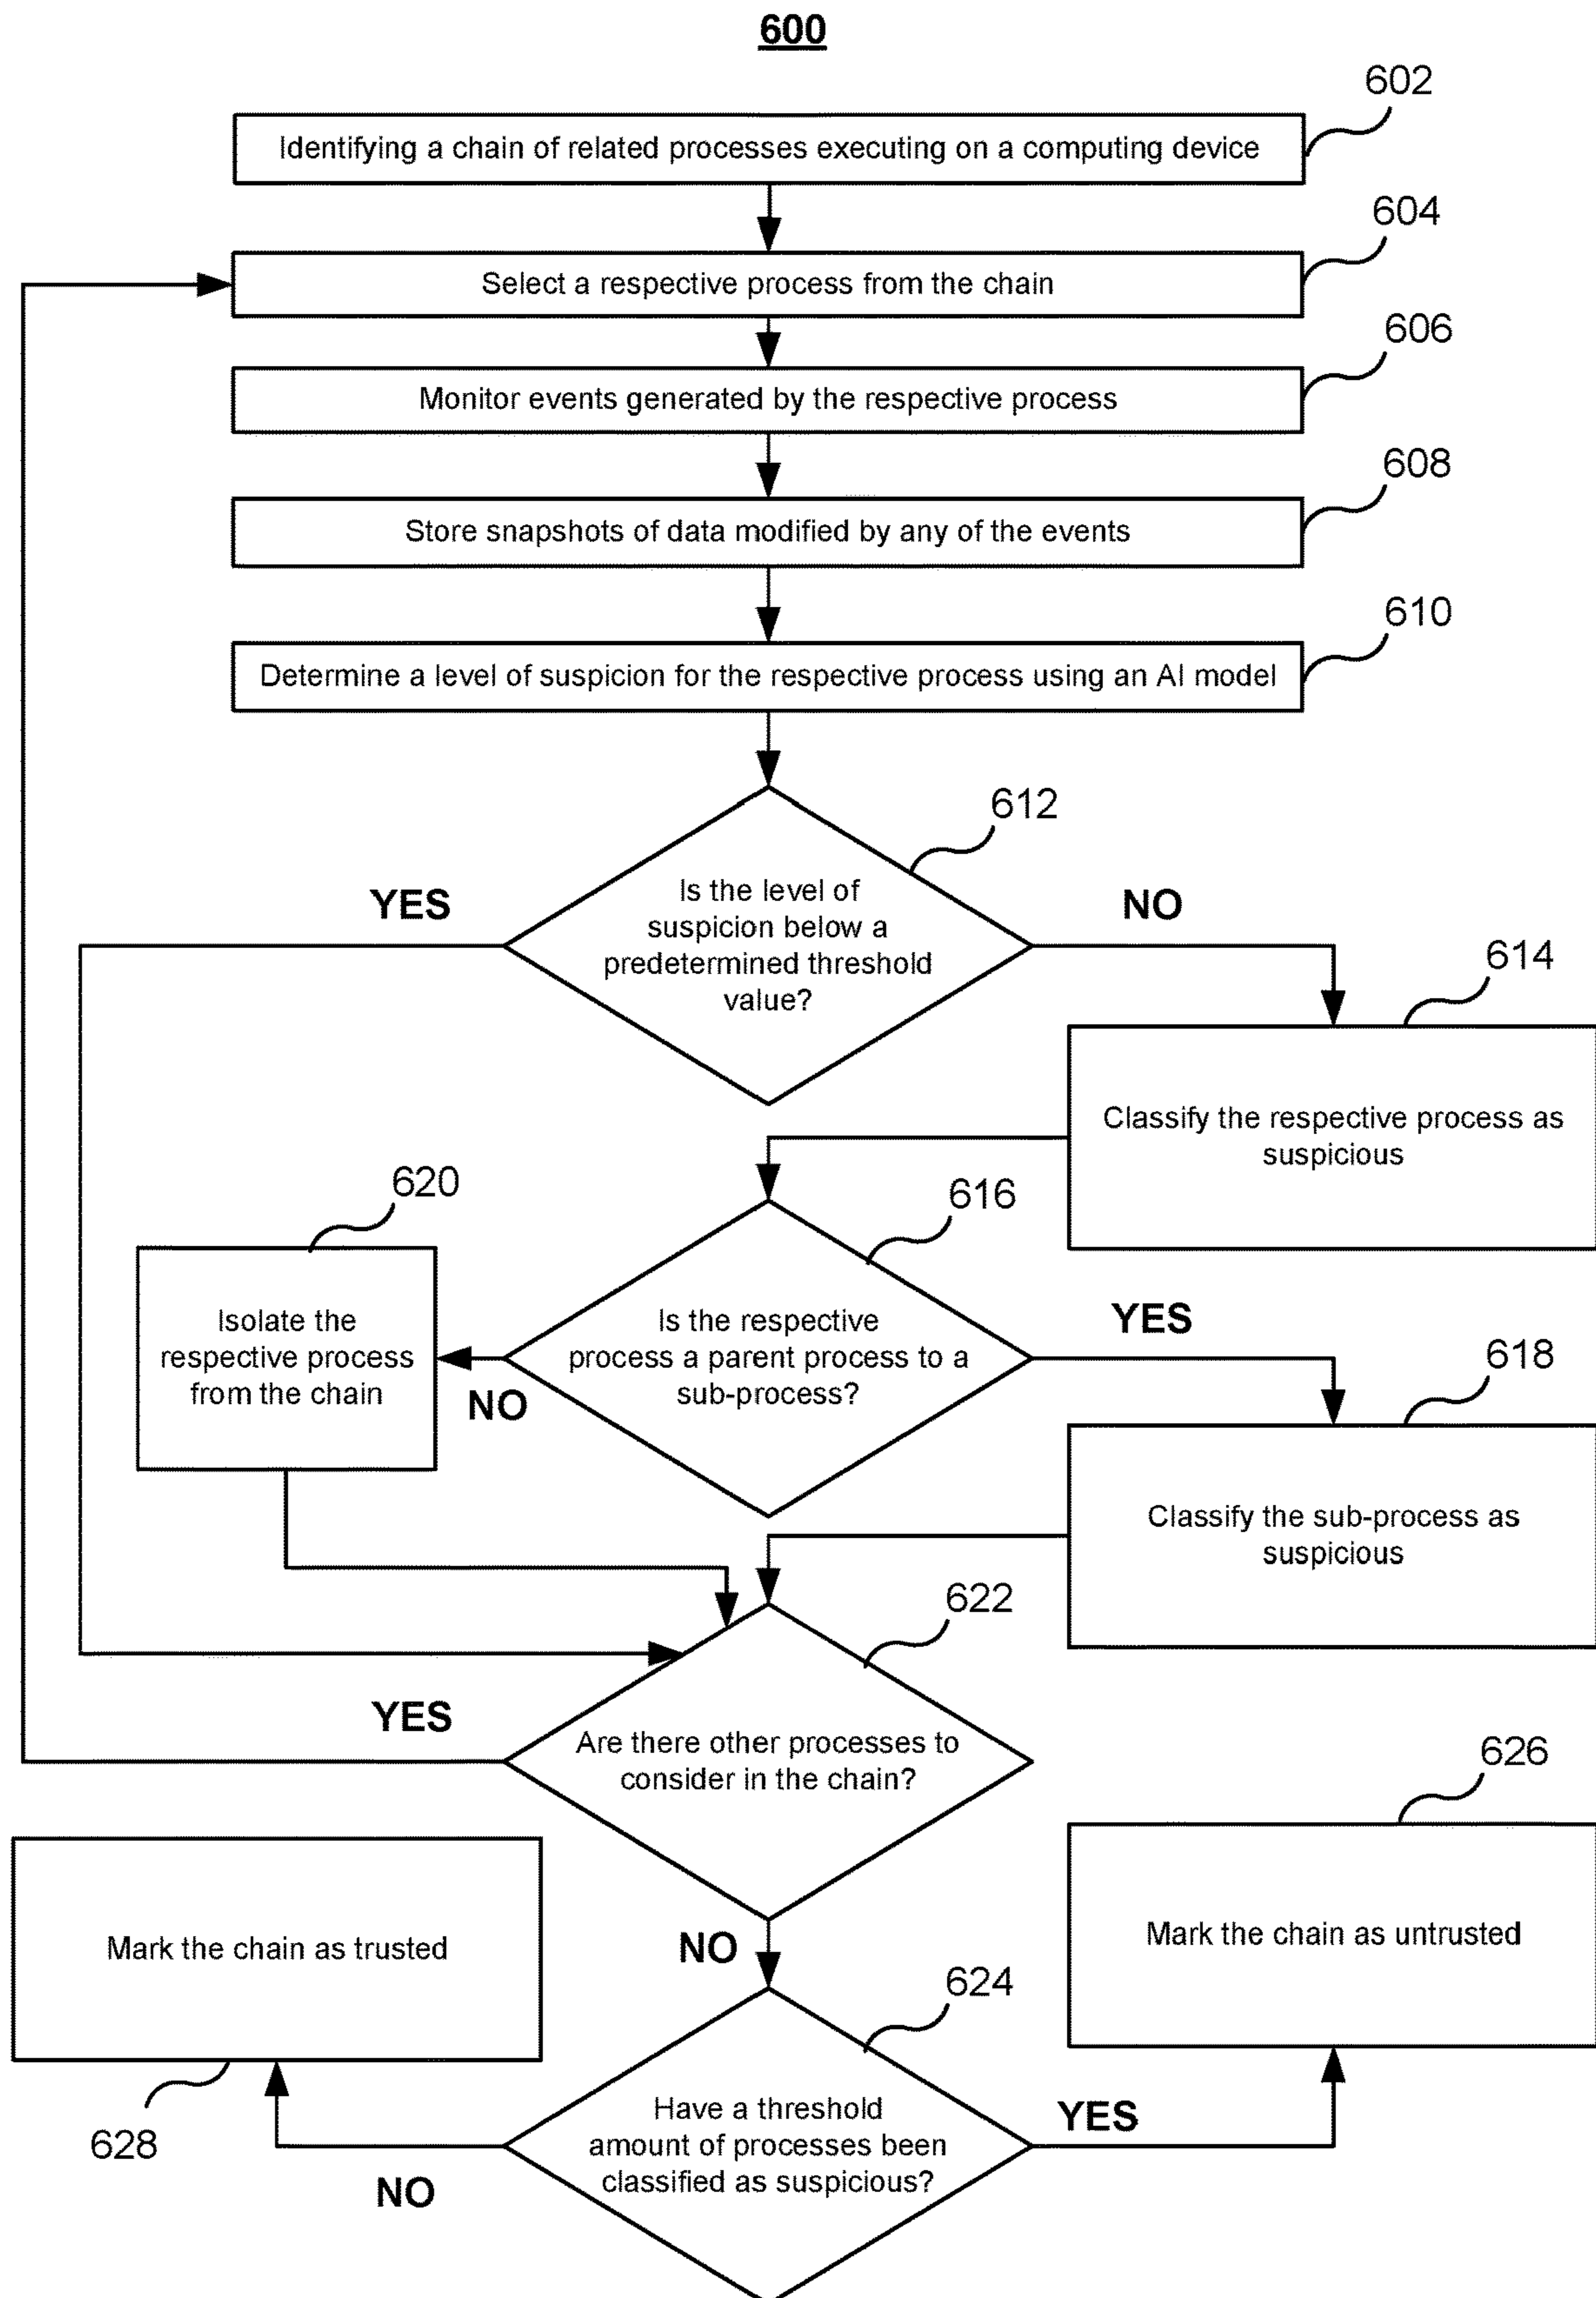 600
602
Identifying a chain of related processes executing on a computing device
604
Select a respective process from the chain
606
Monitor events generated by the respective process
608
Store snapshots of data modified by any of the events
610
Determine a level of suspicion for the respective process using an AI model
612
Is the level of
suspicion below a
predetermined threshold
value?
YES
NO
614
Classify the respective process as
suspicious
620
616
Isolate the
respective process
from the chain
Is the respective
process a parent process to a
sub-process?
YES
NO
618
Classify the sub-process as
suspicious
622
YES
Are there other processes to
consider in the chain?
626
Mark the chain as trusted
NO
Mark the chain as untrusted
624
628
Have a threshold
amount of processes been
classified as suspicious?
YES
NO